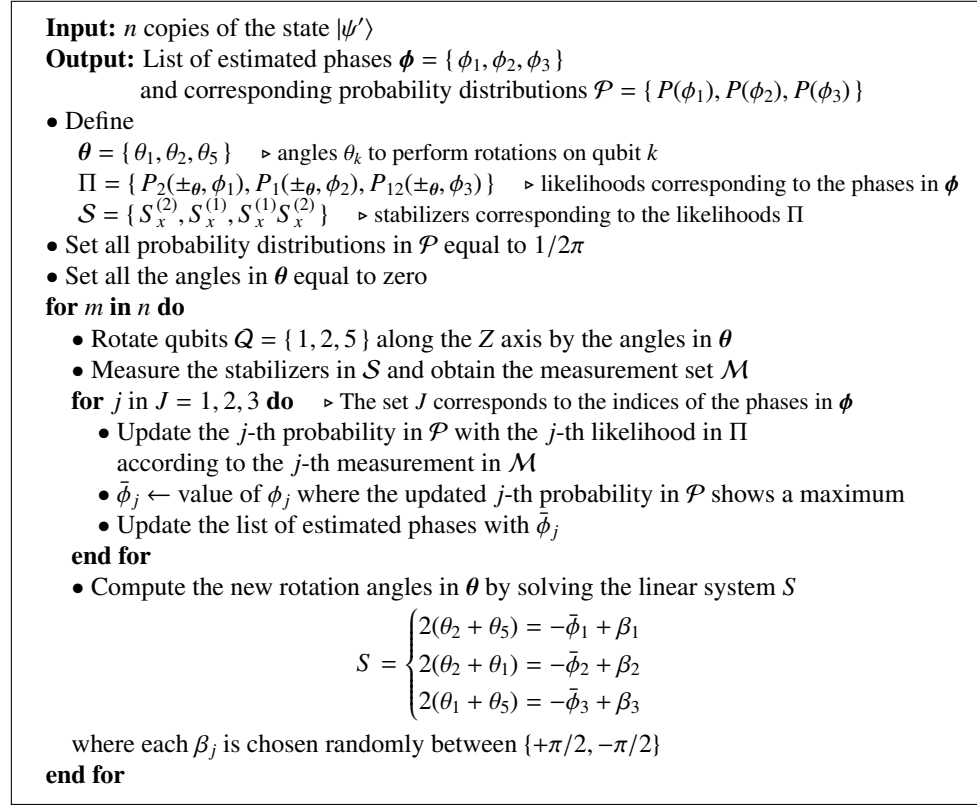 Input: n copies of the state |ψ′⟩
Output: List of estimated phases ϕ = { ϕ₁, ϕ₂, ϕ₃ }
and corresponding probability distributions 𝒫 = { P(ϕ₁), P(ϕ₂), P(ϕ₃) }
• Define
θ = { θ₁, θ₂, θ₅ } ▹ angles θₖ to perform rotations on qubit k
Π = { P₂(±_θ, ϕ₁), P₁(±_θ, ϕ₂), P₁₂(±_θ, ϕ₃) } ▹ likelihoods corresponding to the phases in ϕ
𝒮 = { Sₓ⁽²⁾, Sₓ⁽¹⁾, Sₓ⁽¹⁾Sₓ⁽²⁾ } ▹ stabilizers corresponding to the likelihoods Π
• Set all probability distributions in 𝒫 equal to 1/2π
• Set all the angles in θ equal to zero
for m in n do
• Rotate qubits 𝒬 = { 1, 2, 5 } along the Z axis by the angles in θ
• Measure the stabilizers in 𝒮 and obtain the measurement set ℳ
for j in J = 1, 2, 3 do ▹ The set J corresponds to the indices of the phases in ϕ
• Update the j-th probability in 𝒫 with the j-th likelihood in Π
according to the j-th measurement in ℳ
• ϕ̄ⱼ ← value of ϕⱼ where the updated j-th probability in 𝒫 shows a maximum
• Update the list of estimated phases with ϕ̄ⱼ
end for
• Compute the new rotation angles in θ by solving the linear system S
2(θ₂ + θ₅) = −ϕ̄₁ + β₁
S = { 2(θ₂ + θ₁) = −ϕ̄₂ + β₂
2(θ₁ + θ₅) = −ϕ̄₃ + β₃
where each βⱼ is chosen randomly between {+π/2, −π/2}
end for